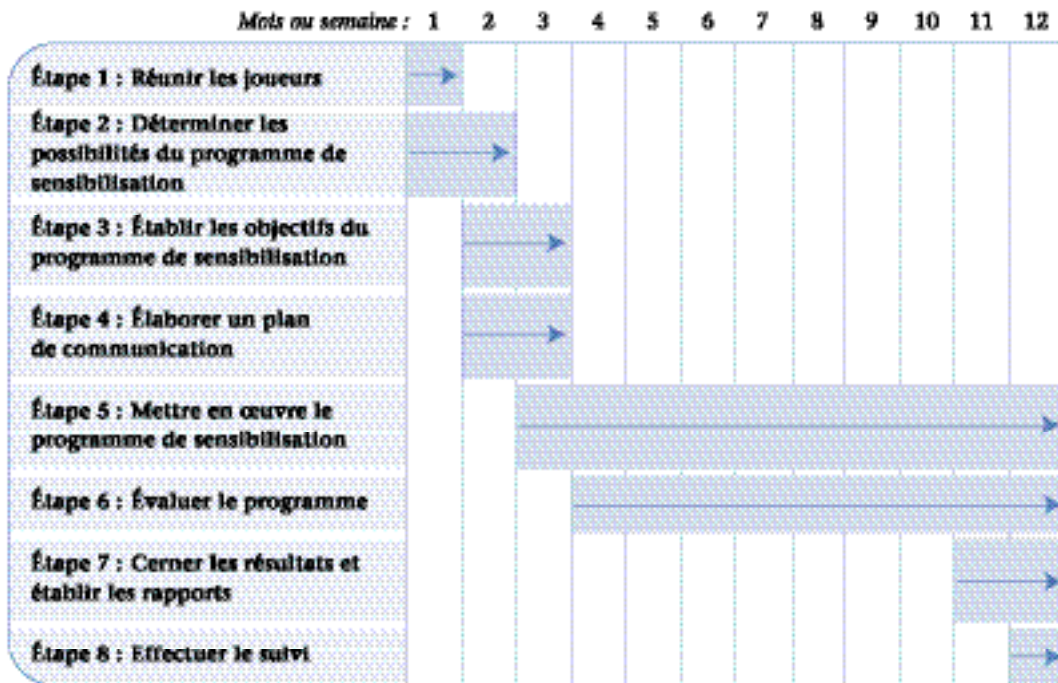 Mois ou semaine : 1 2 3 4 5 6 7 8 9 10 11 12
Étape 1 : Réunir les joueurs
Étape 2 : Déterminer les
possibilités du programme de
sensibilisation
Étape 3 : Établir les objectifs du
programme de sensibilisation
Étape 4 : Élaborer un plan
de communication
Étape 5 : Mettre en œuvre le
programme de sensibilisation
Étape 6 : Évaluer le programme
Étape 7 : Cerner les résultats et
établir les rapports
Étape 8 : Effectuer le suivi